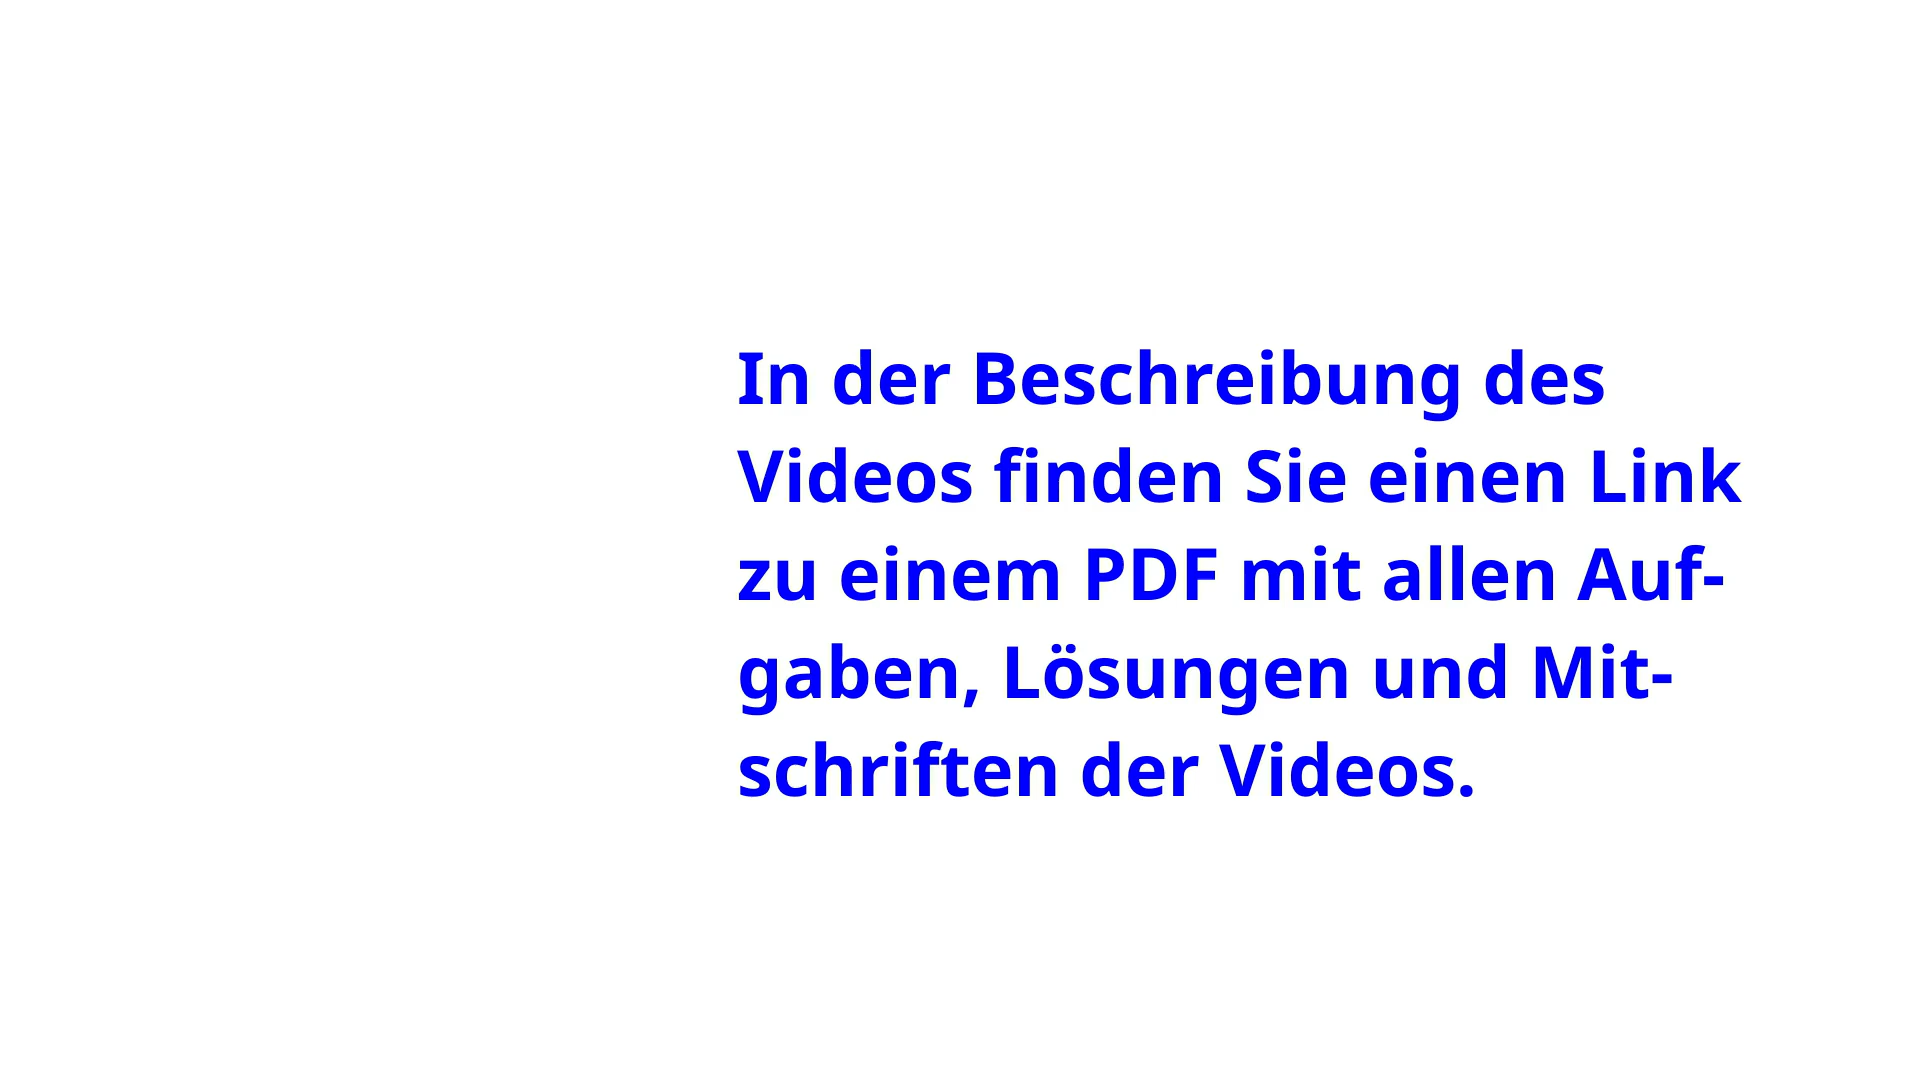 In der Beschreibung des
Videos finden Sie einen Link
zu einem PDF mit allen Auf-
gaben, Lösungen und Mit-
schriften der Videos.